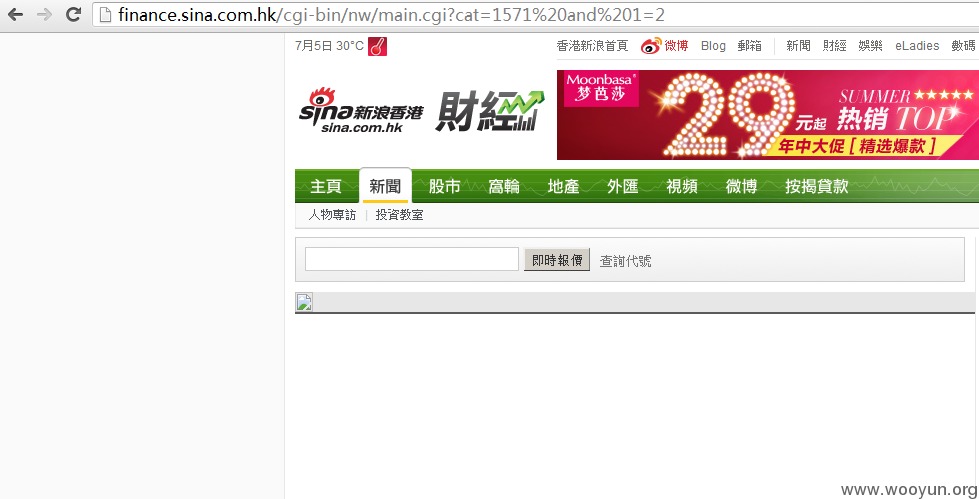 finance.sina.com.hk/cgi-bin/nw/main.cgi?cat=1571%20and%201=2
7月5日 30°C 香港新浪首頁 微博 Blog 郵箱 新聞 財經 娛樂 eLadies 數碼
Moonbasa®
梦芭莎
29元起
SUMMER
热销 TOP
年中大促 [ 精选爆款 ]
sina新浪香港
sina.com.hk
財經
主頁 新聞 股市 窩輪 地產 外匯 視頻 微博 按揭貸款
人物專訪 | 投資教室
即時報價 查詢代號
www.wooyun.org